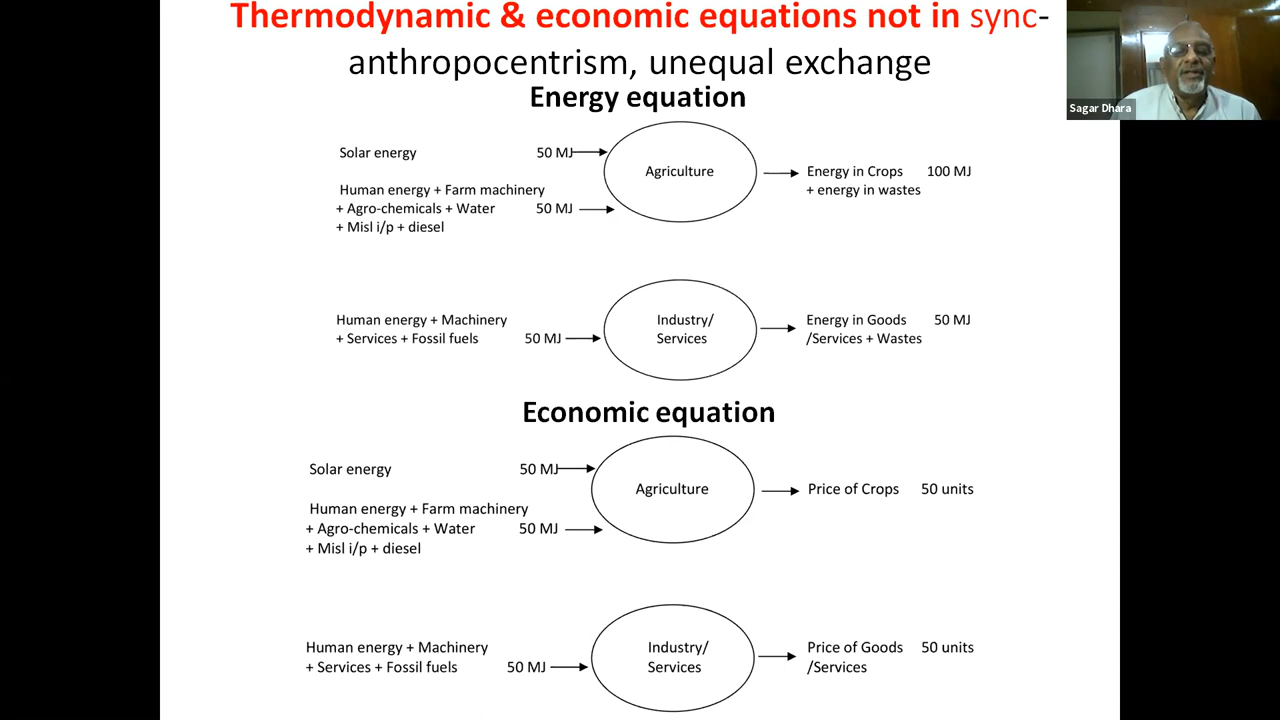 Thermodynamic & economic equations not in sync-
anthropocentrism, unequal exchange
Sagar Dhara
Energy equation
Solar energy 50 MJ
Human energy + Farm machinery
+ Agro-chemicals + Water 50 MJ
+ Misl i/p + diesel
Agriculture
Energy in Crops 100 MJ
+ energy in wastes
Human energy + Machinery
+ Services + Fossil fuels 50 MJ
Industry/
Services
Energy in Goods 50 MJ
/Services + Wastes
Economic equation
Solar energy 50 MJ
Human energy + Farm machinery
+ Agro-chemicals + Water 50 MJ
+ Misl i/p + diesel
Agriculture
Price of Crops 50 units
Human energy + Machinery
+ Services + Fossil fuels 50 MJ
Industry/
Services
Price of Goods 50 units
/Services